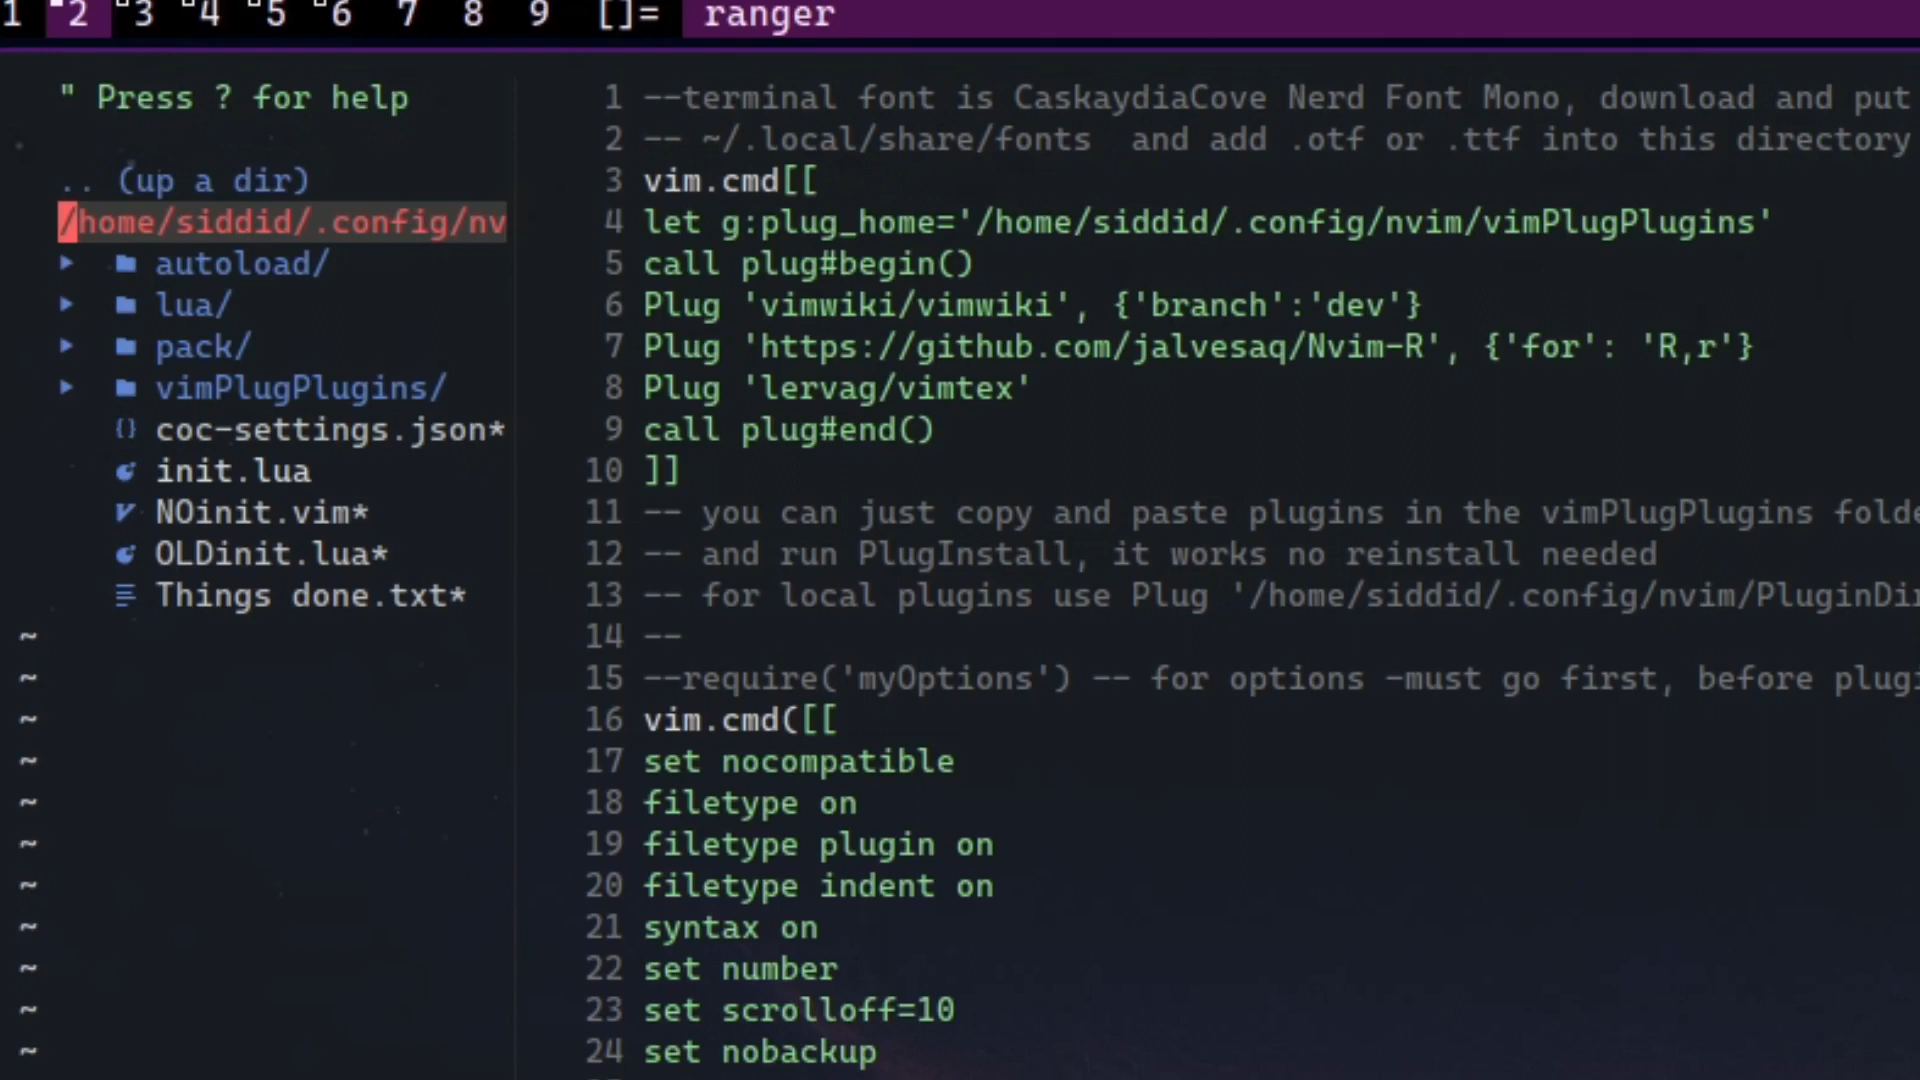 1 2 3 4 5 6 7 8 9 []= ranger
" Press ? for help
.. (up a dir)
/home/siddid/.config/nv
autoload/
lua/
pack/
vimPlugPlugins/
coc-settings.json*
init.lua
NOinit.vim*
OLDinit.lua*
Things done.txt*
~
~
~
~
~
~
~
~
~
~
~
1 --terminal font is CaskaydiaCove Nerd Font Mono, download and put
2 -- ~/.local/share/fonts  and add .otf or .ttf into this directory
3 vim.cmd[[
4 let g:plug_home='/home/siddid/.config/nvim/vimPlugPlugins'
5 call plug#begin()
6 Plug 'vimwiki/vimwiki', {'branch':'dev'}
7 Plug 'https://github.com/jalvesaq/Nvim-R', {'for': 'R,r'}
8 Plug 'lervag/vimtex'
9 call plug#end()
10 ]]
11 -- you can just copy and paste plugins in the vimPlugPlugins folde
12 -- and run PlugInstall, it works no reinstall needed
13 -- for local plugins use Plug '/home/siddid/.config/nvim/PluginDir
14 --
15 --require('myOptions') -- for options -must go first, before plugi
16 vim.cmd([[
17 set nocompatible
18 filetype on
19 filetype plugin on
20 filetype indent on
21 syntax on
22 set number
23 set scrolloff=10
24 set nobackup